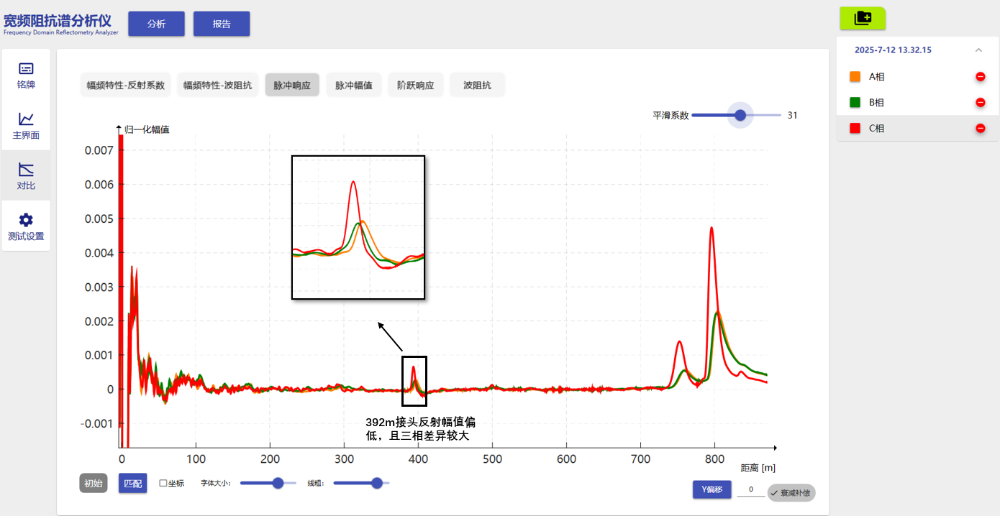 宽频阻抗谱分析仪
Frequency Domain Reflectometry Analyzer
分析
报告
铭牌
主界面
对比
测试设置
幅频特性-反射系数
幅频特性-波阻抗
脉冲响应
脉冲幅值
阶跃响应
波阻抗
平滑系数
31
归一化幅值
0.007
0.006
0.005
0.004
0.003
0.002
0.001
0
-0.001
392m接头反射幅值偏
低，且三相差异较大
0 100 200 300 400 500 600 700 800
距离 [m]
初始
匹配
坐标
字体大小:
线粗:
Y偏移
0
衰减补偿
2025-7-12 13.32.15
A相
B相
C相